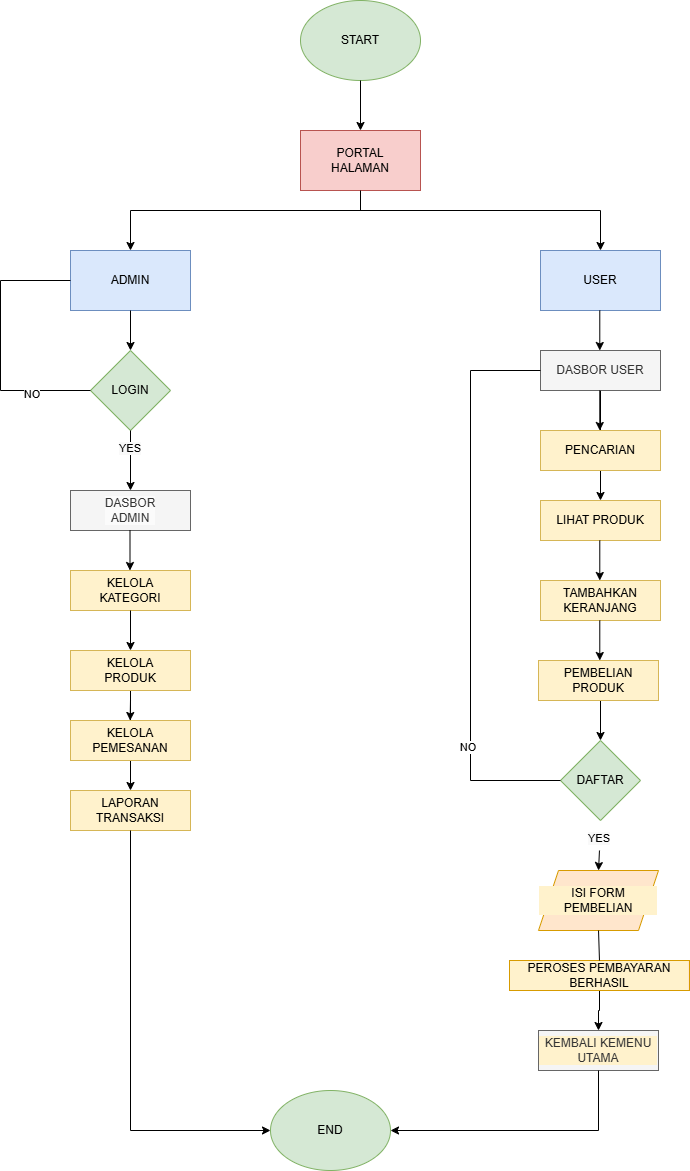 START
PORTAL
HALAMAN
ADMIN
LOGIN
NO
YES
DASBOR
ADMIN
KELOLA
KATEGORI
KELOLA
PRODUK
KELOLA
PEMESANAN
LAPORAN
TRANSAKSI
USER
DASBOR USER
PENCARIAN
LIHAT PRODUK
TAMBAHKAN
KERANJANG
PEMBELIAN
PRODUK
NO
DAFTAR
YES
ISI FORM
PEMBELIAN
PEROSES PEMBAYARAN
BERHASIL
KEMBALI KEMENU
UTAMA
END